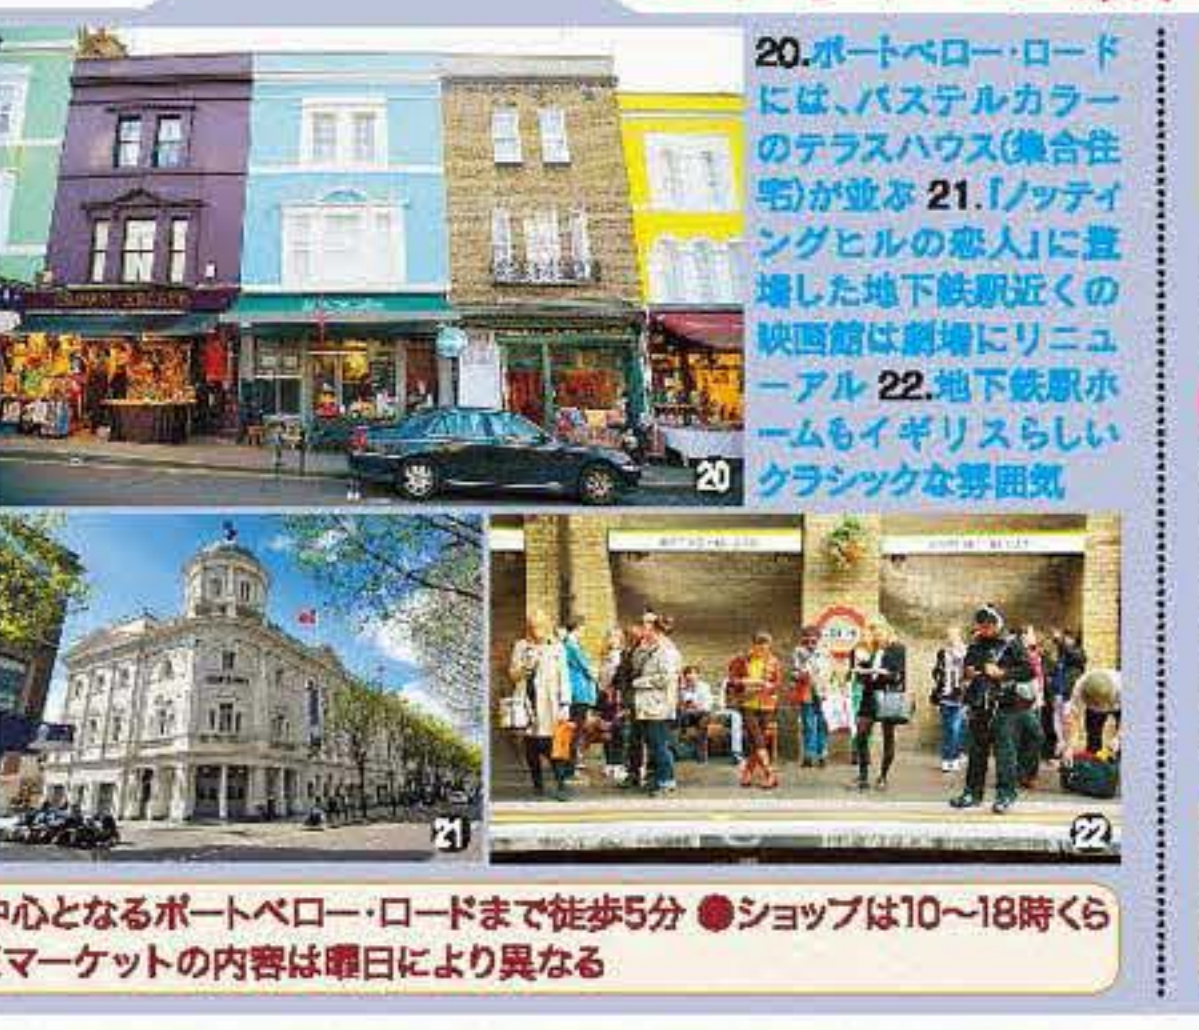 20.ポートベロー・ロード
には、パステルカラー
のテラスハウス(集合住
宅)が並ぶ 21.『ノッティ
ングヒルの恋人』に登
場した地下鉄駅近くの
映画館は劇場にリニュ
ーアル 22.地下鉄駅ホ
ームもイギリスらしい
クラシックな雰囲気
20
21
22
中心となるポートベロー・ロードまで徒歩5分 ●ショップは10〜18時くら
マーケットの内容は曜日により異なる